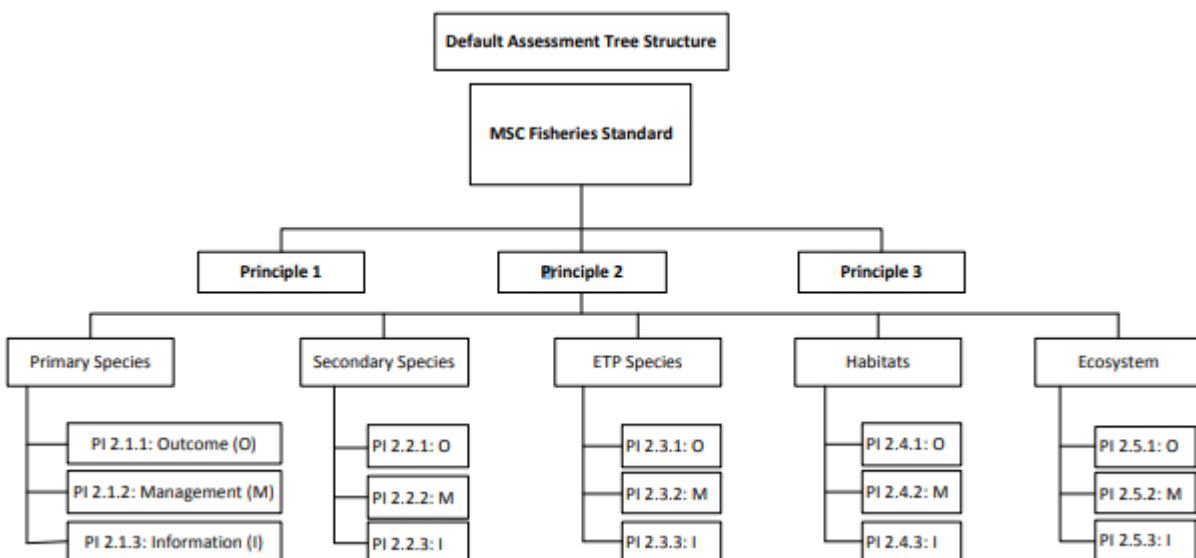 Default Assessment Tree Structure
MSC Fisheries Standard
Principle 1
Principle 2
Principle 3
Primary Species
Secondary Species
ETP Species
Habitats
Ecosystem
PI 2.1.1: Outcome (O)
PI 2.2.1: O
PI 2.3.1: O
PI 2.4.1: O
PI 2.5.1: O
PI 2.1.2: Management (M)
PI 2.2.2: M
PI 2.3.2: M
PI 2.4.2: M
PI 2.5.2: M
PI 2.1.3: Information (I)
PI 2.2.3: I
PI 2.3.3: I
PI 2.4.3: I
PI 2.5.3: I